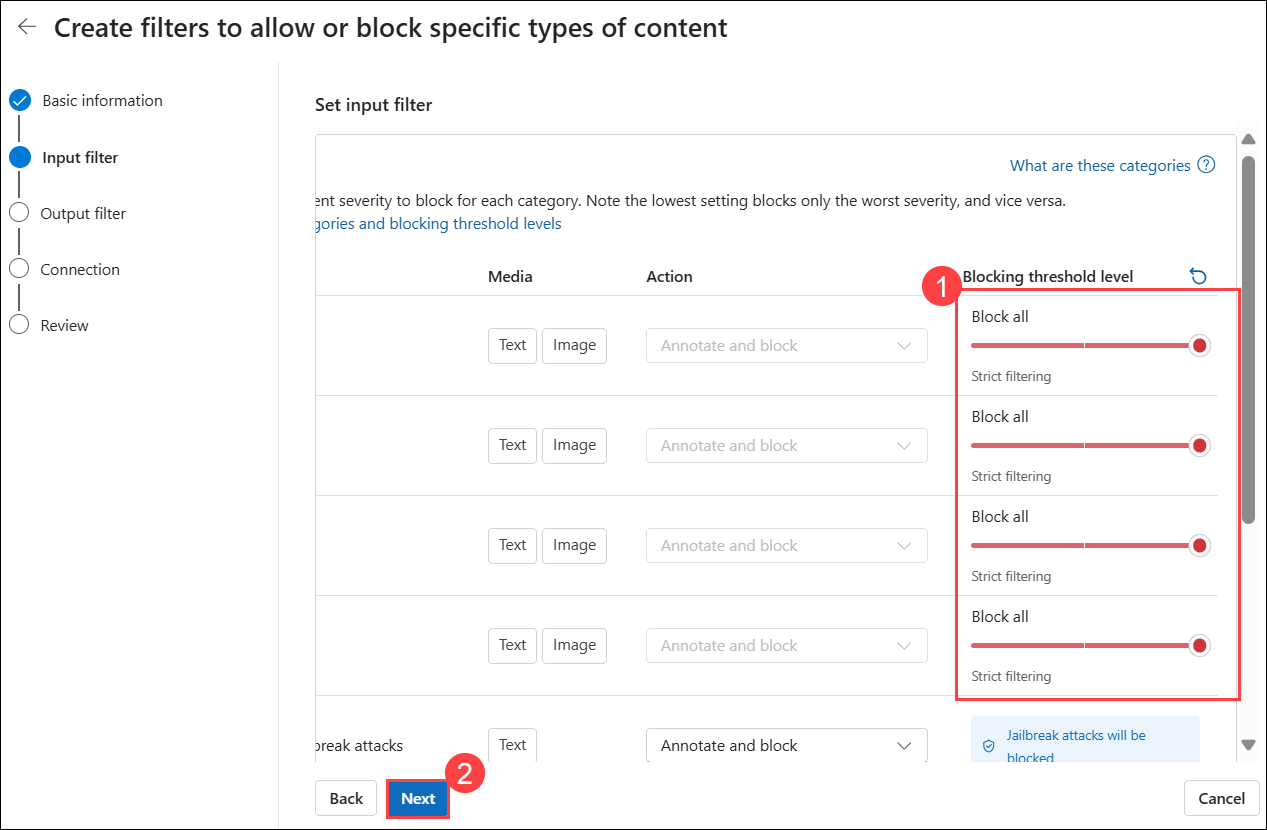 Create filters to allow or block specific types of content
Basic information
Input filter
Output filter
Connection
Review
Set input filter
What are these categories
ent severity to block for each category. Note the lowest setting blocks only the worst severity, and vice versa.
gories and blocking threshold levels
Media Action Blocking threshold level
1
Block all
Text Image Annotate and block
Strict filtering
Block all
Text Image Annotate and block
Strict filtering
Block all
Text Image Annotate and block
Strict filtering
Block all
Text Image Annotate and block
Strict filtering
break attacks Text Annotate and block Jailbreak attacks will be
blocked
2
Back Next Cancel